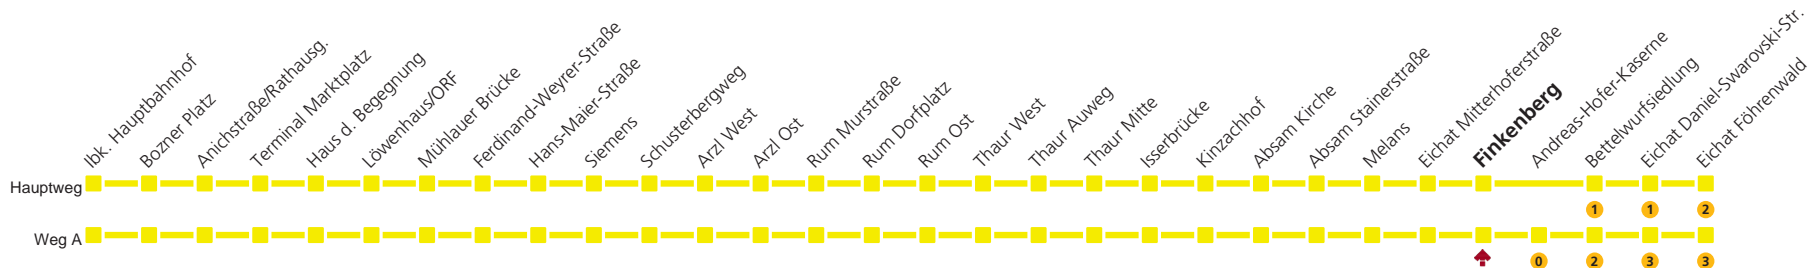 Ibk. Hauptbahnhof
Bozner Platz
Anichstraße/Rathausg.
Terminal Marktplatz
Haus d. Begegnung
Löwenhaus/ORF
Mühlauer Brücke
Ferdinand-Weyrer-Straße
Hans-Maier-Straße
Siemens
Schusterbergweg
Arzl West
Arzl Ost
Rum Murstraße
Rum Dorfplatz
Rum Ost
Thaur West
Thaur Auweg
Thaur Mitte
Isserbrücke
Kinzachhof
Absam Kirche
Absam Stainerstraße
Melans
Eichat Mitterhoferstraße
Finkenberg
Andreas-Hofer-Kaserne
Bettelwurfsiedlung
Eichat Daniel-Swarovski-Str.
Eichat Föhrenwald
Hauptweg
1 1 2
Weg A
0 2 3 3